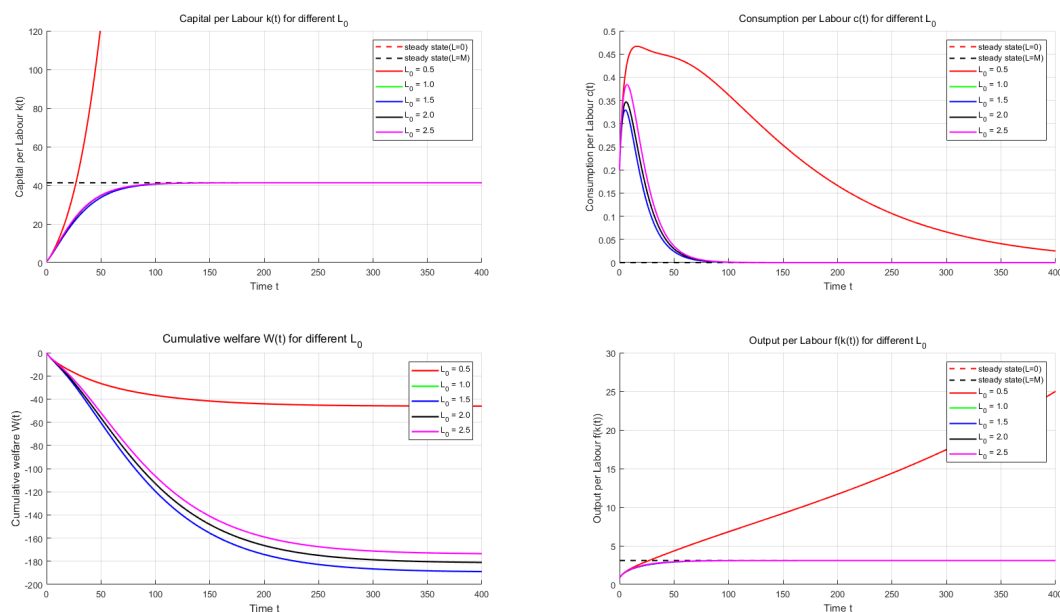 Capital per Labour k(t) for different L₀
120
100
80
60
40
20
0
Capital per Labour k(t)
0 50 100 150 200 250 300 350 400
Time t
steady state(L=0)
steady state(L=M)
L₀ = 0.5
L₀ = 1.0
L₀ = 1.5
L₀ = 2.0
L₀ = 2.5
Consumption per Labour c(t) for different L₀
0.5
0.45
0.4
0.35
0.3
0.25
0.2
0.15
0.1
0.05
0
Consumption per Labour c(t)
0 50 100 150 200 250 300 350 400
Time t
steady state(L=0)
steady state(L=M)
L₀ = 0.5
L₀ = 1.0
L₀ = 1.5
L₀ = 2.0
L₀ = 2.5
Cumulative welfare W(t) for different L₀
0
-20
-40
-60
-80
-100
-120
-140
-160
-180
-200
Cumulative welfare W(t)
0 50 100 150 200 250 300 350 400
Time t
L₀ = 0.5
L₀ = 1.0
L₀ = 1.5
L₀ = 2.0
L₀ = 2.5
Output per Labour f(k(t)) for different L₀
30
25
20
15
10
5
0
Output per Labour f(k(t))
0 50 100 150 200 250 300 350 400
Time t
steady state(L=0)
steady state(L=M)
L₀ = 0.5
L₀ = 1.0
L₀ = 1.5
L₀ = 2.0
L₀ = 2.5